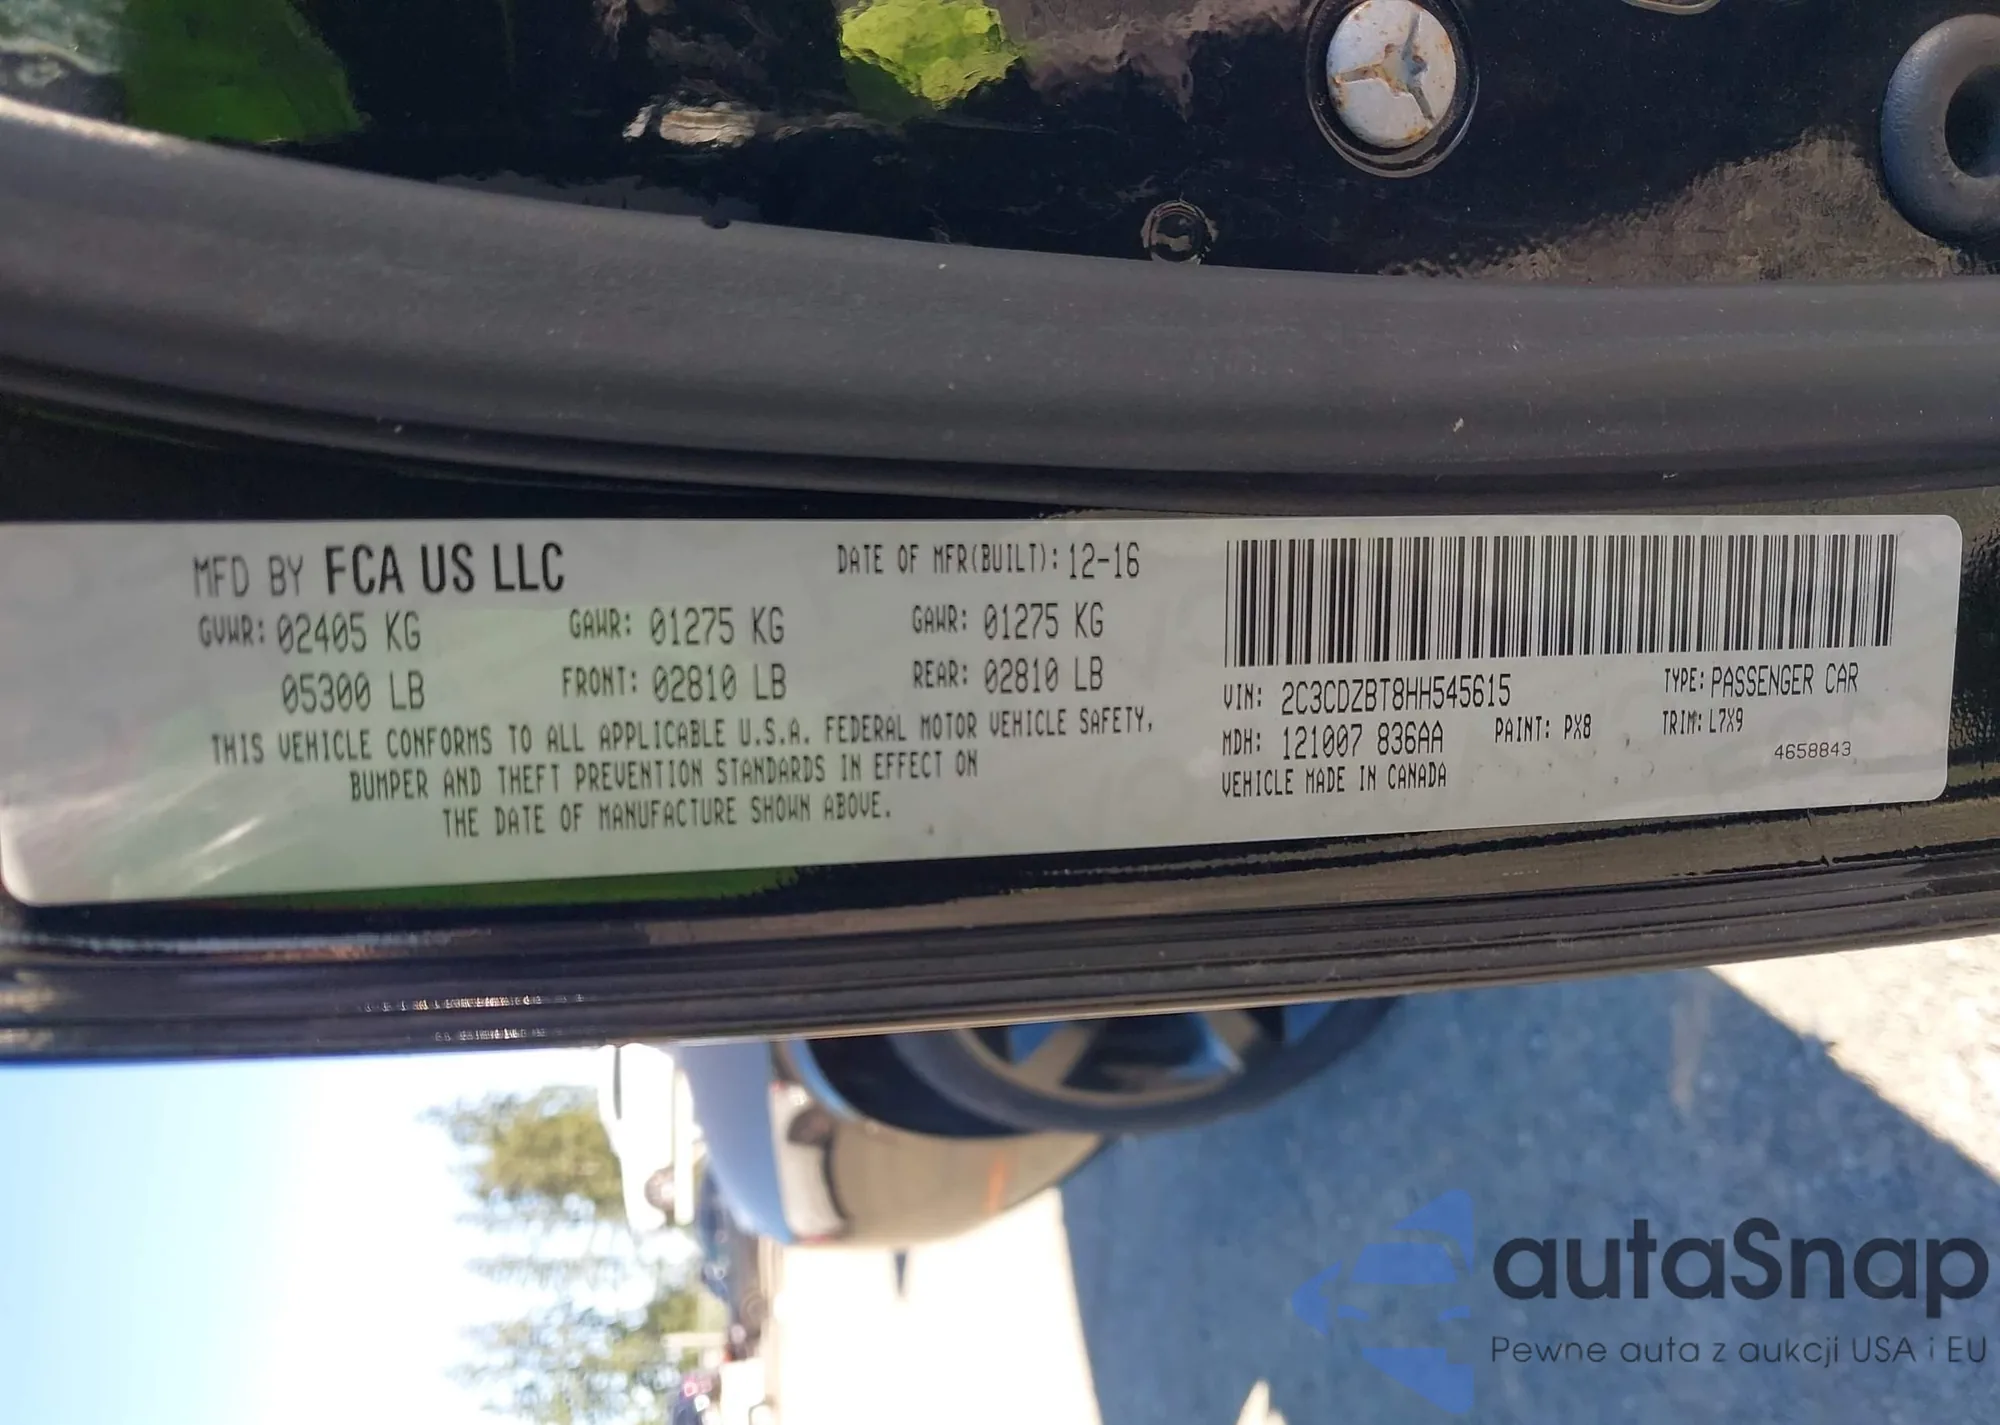 MFD BY FCA US LLC
DATE OF MFR(BUILT): 12-16
GVWR: 02405 KG
GAWR: 01275 KG
GAWR: 01275 KG
05300 LB
FRONT: 02810 LB
REAR: 02810 LB
THIS VEHICLE CONFORMS TO ALL APPLICABLE U.S.A. FEDERAL MOTOR VEHICLE SAFETY,
BUMPER AND THEFT PREVENTION STANDARDS IN EFFECT ON
THE DATE OF MANUFACTURE SHOWN ABOVE.
VIN: 2C3CDZBT8HH545615
TYPE: PASSENGER CAR
MDH: 121007 836AA
PAINT: PX8
TRIM: L7X9
VEHICLE MADE IN CANADA
4658843
autaSnap
Pewne auta z aukcji USA i EU